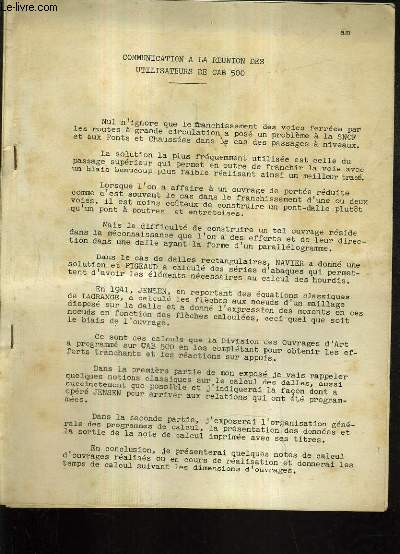 am
COMMUNICATION A LA REUNION DES
UTILISATEURS DE CAB 500
Nul n'ignore que le franchissement des voies ferrées par
les routes à grande circulation a posé un problème à la SNCF
et aux Ponts et Chaussées dans le cas des passages à niveaux.
La solution la plus fréquemment utilisée est celle du
passage supérieur qui permet en outre de franchir la voie avec
un biais beaucoup plus faible réalisant ainsi un meilleur tracé.
Lorsque l'on a affaire à un ouvrage de portée réduite
comme c'est souvent le cas dans le franchissement d'une ou deux
voies, il est moins coûteux de construire un pont-dalle plutôt
qu'un pont à poutres et entretoises.
Mais la difficulté de construire un tel ouvrage réside
dans la méconnaissance que l'on a des efforts et de leur direc-
tion dans une dalle ayant la forme d'un parallélogramme.
Dans le cas de dalles rectangulaires, NAVIER a donné une
solution et PIGEAUD a calculé des séries d'abaques qui permet-
tent d'avoir les éléments nécessaires au calcul des hourdis.
En 1941, JENSEN, en reportant des équations classiques
de LAGRANGE, a calculé les flèches aux noeuds d'un maillage
disposé sur la dalle et a donné l'expression des moments en ces
noeuds en fonction des flèches calculées, ceci quel que soit
le biais de l'ouvrage.
Ce sont ces calculs que la Division des Ouvrages d'Art
a programmé sur CAB 500 en les complétant pour obtenir les ef-
forts tranchants et les réactions sur appuis.
Dans la première partie de mon exposé je vais rappeler
quelques notions classiques sur le calcul des dalles, aussi
succinctement que possible et j'indiquerai la façon dont a
opéré JENSEN pour arriver aux relations qui ont été program-
mées.
Dans la seconde partie, j'exposerai l'organisation géné-
rale des programmes de calcul, la présentation des données et
la sortie de la note de calcul imprimée avec ses titres.
En conclusion, je présenterai quelques notes de calcul
d'ouvrages réalisés ou en cours de réalisation et donnerai les
temps de calcul suivant les dimensions d'ouvrages.